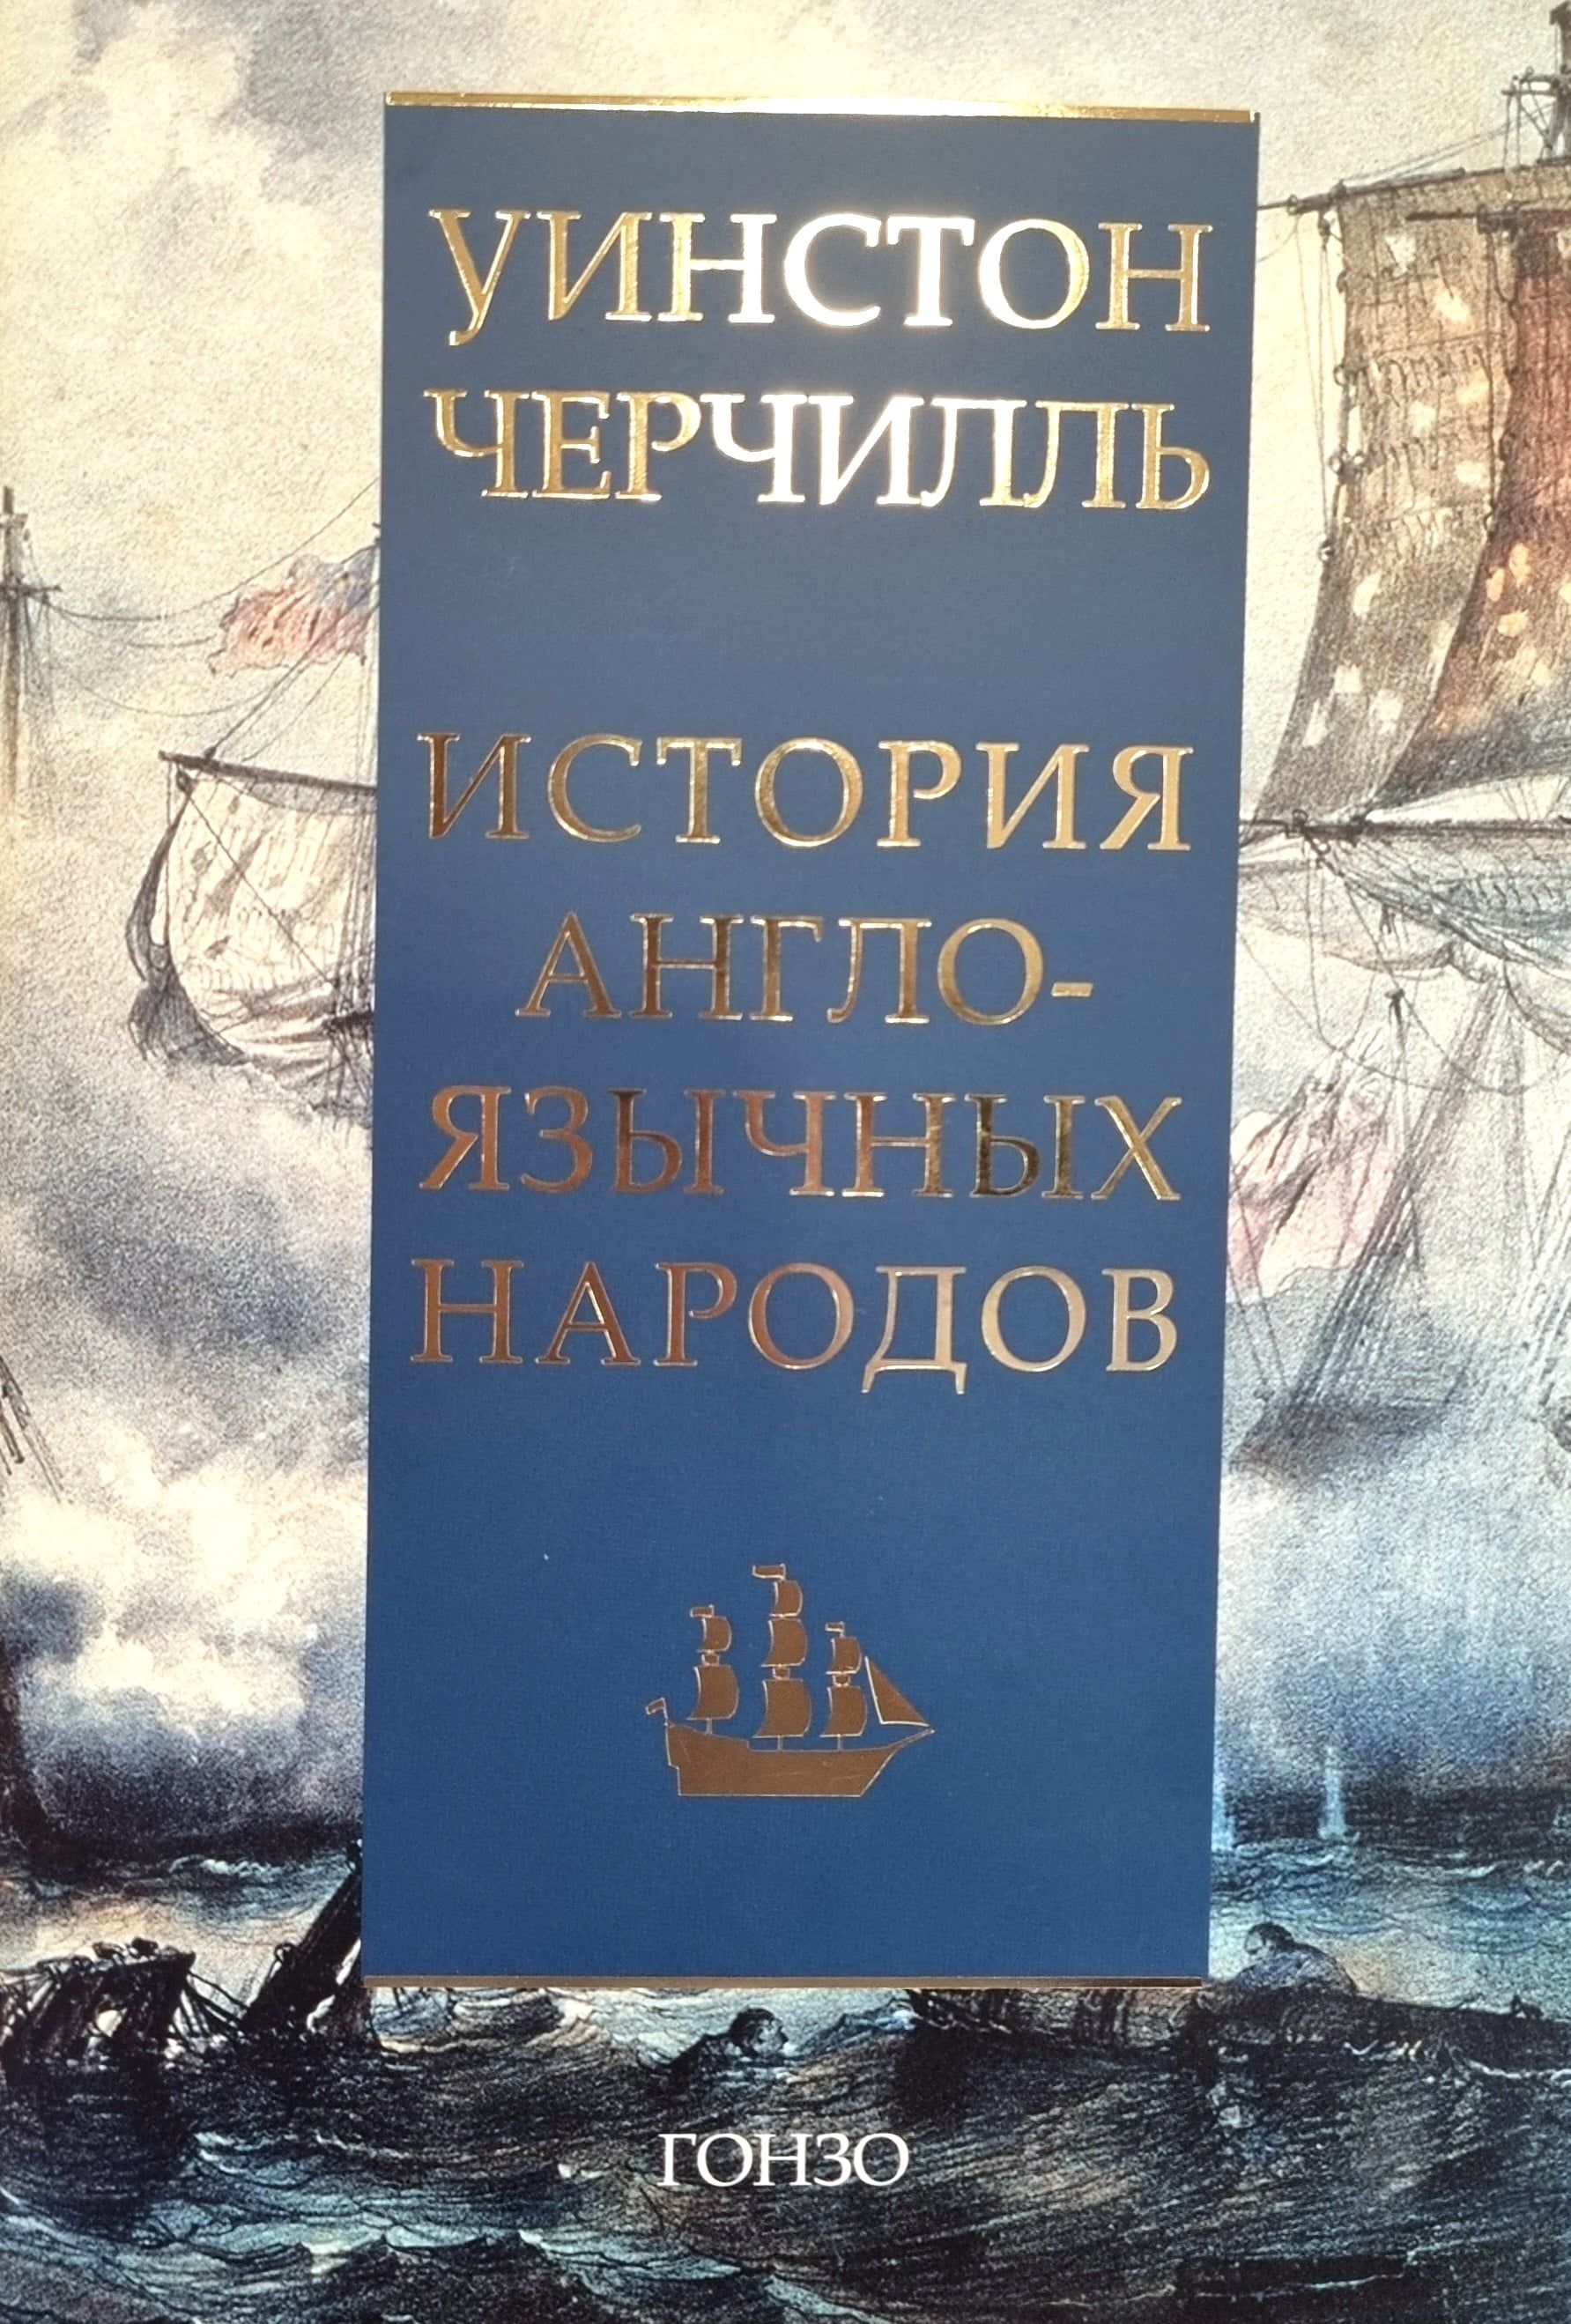 УИНСТОН
ЧЕРЧИЛЛЬ
ИСТОРИЯ
АНГЛО-
ЯЗЫЧНЫХ
НАРОДОВ
ГОНЗО